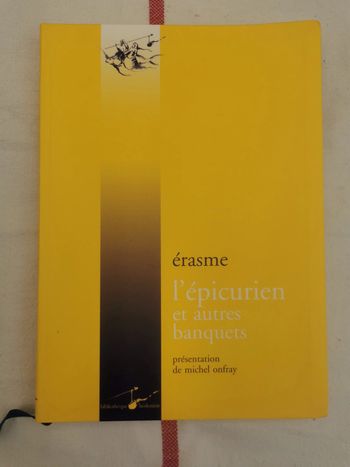 érasme
l'épicurien
et autres
banquets
présentation
de michel onfray